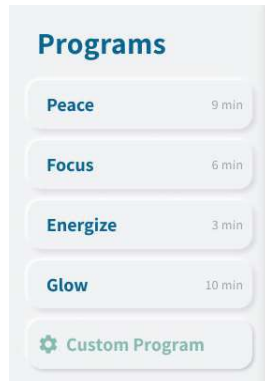 Programs
Peace 9 min
Focus 6 min
Energize 3 min
Glow 10 min
Custom Program